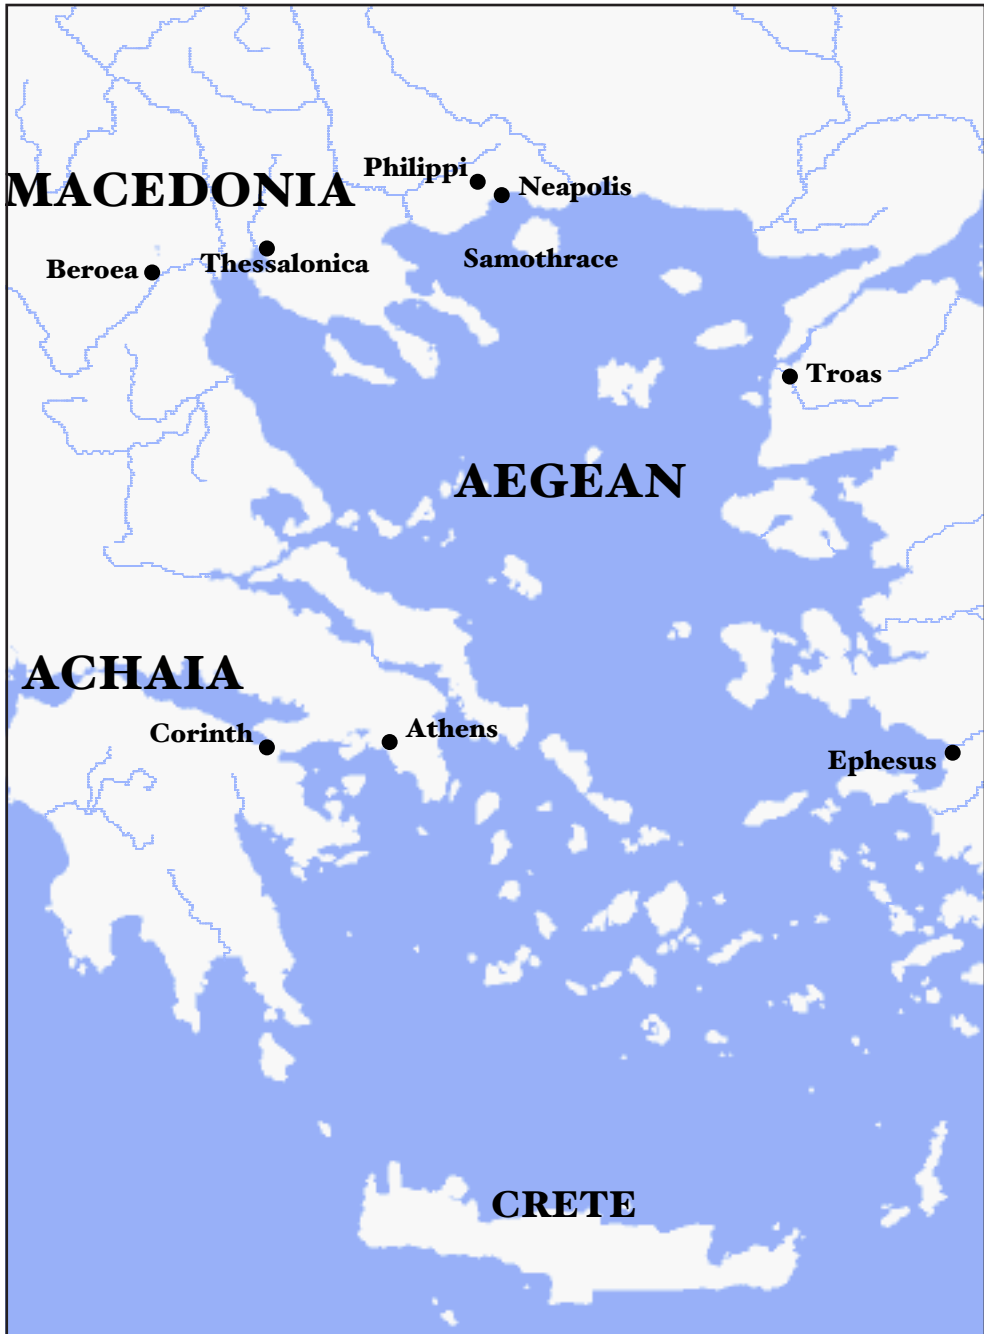 Philippi
MACEDONIA
Neapolis
Samothrace
Thessalonica
Beroea
Troas
AEGEAN
ACHAIA
Corinth
Athens
Ephesus
CRETE